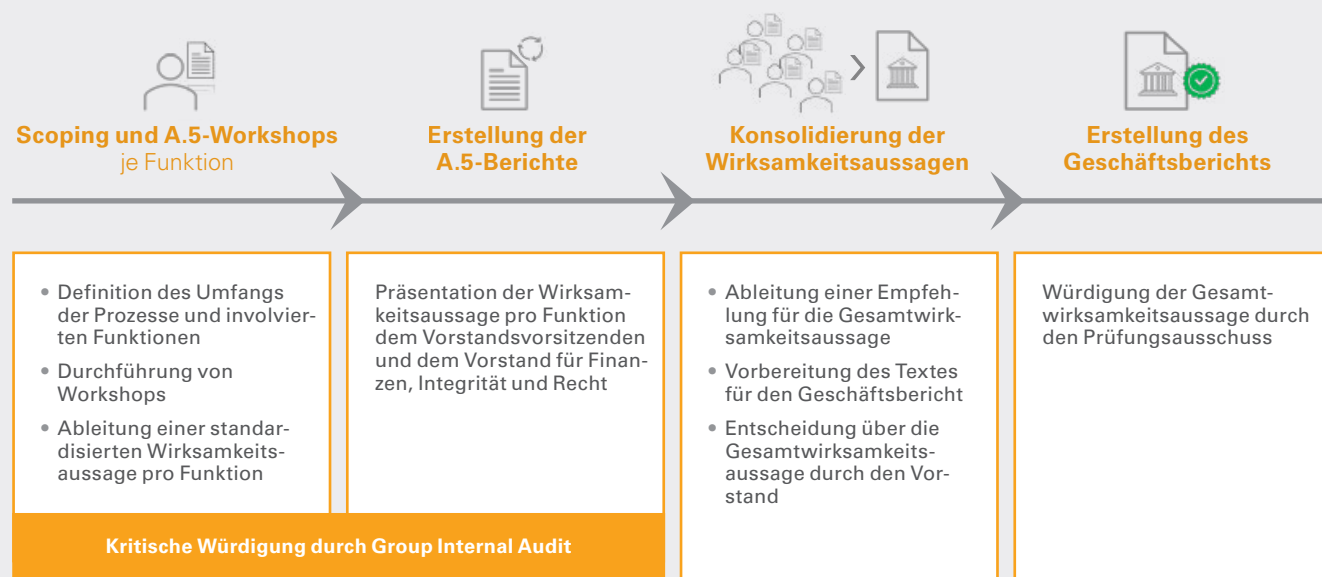 Scoping und A.5-Workshops
je Funktion
Erstellung der
A.5-Berichte
Konsolidierung der
Wirksamkeitsaussagen
Erstellung des
Geschäftsberichts
• Definition des Umfangs
der Prozesse und involvier-
ten Funktionen
• Durchführung von
Workshops
• Ableitung einer standar-
disierten Wirksamkeits-
aussage pro Funktion
Präsentation der Wirksam-
keitsaussage pro Funktion
dem Vorstandsvorsitzenden
und dem Vorstand für Finan-
zen, Integrität und Recht
Kritische Würdigung durch Group Internal Audit
• Ableitung einer Empfeh-
lung für die Gesamtwirk-
samkeitsaussage
• Vorbereitung des Textes
für den Geschäftsbericht
• Entscheidung über die
Gesamtwirksamkeits-
aussage durch den Vor-
stand
Würdigung der Gesamt-
wirksamkeitsaussage durch
den Prüfungsausschuss